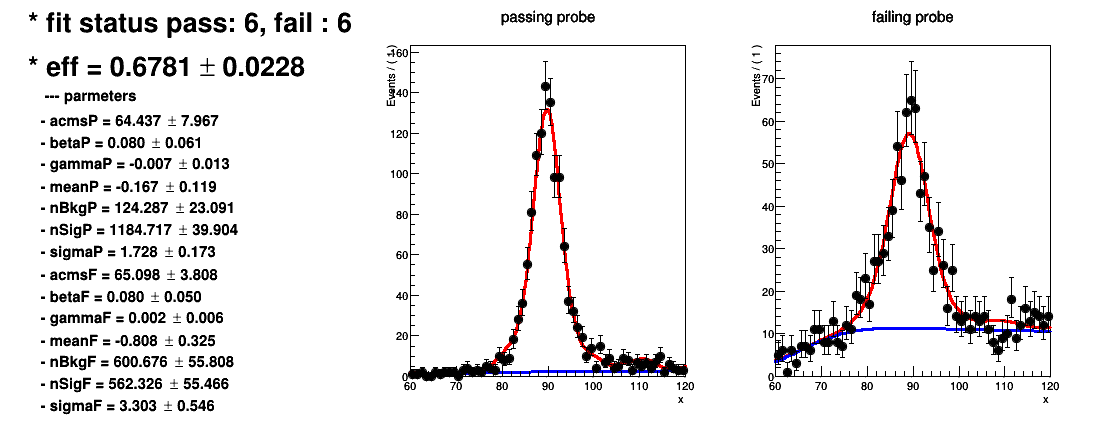 * fit status pass: 6, fail : 6
* eff = 0.6781 ± 0.0228
--- parmeters
- acmsP = 64.437 ± 7.967
- betaP = 0.080 ± 0.061
- gammaP = -0.007 ± 0.013
- meanP = -0.167 ± 0.119
- nBkgP = 124.287 ± 23.091
- nSigP = 1184.717 ± 39.904
- sigmaP = 1.728 ± 0.173
- acmsF = 65.098 ± 3.808
- betaF = 0.080 ± 0.050
- gammaF = 0.002 ± 0.006
- meanF = -0.808 ± 0.325
- nBkgF = 600.676 ± 55.808
- nSigF = 562.326 ± 55.466
- sigmaF = 3.303 ± 0.546
passing probe
Events / ( 1 )
160
140
120
100
80
60
40
20
0
60 70 80 90 100 110 120
x
failing probe
Events / ( 1 )
70
60
50
40
30
20
10
0
60 70 80 90 100 110 120
x